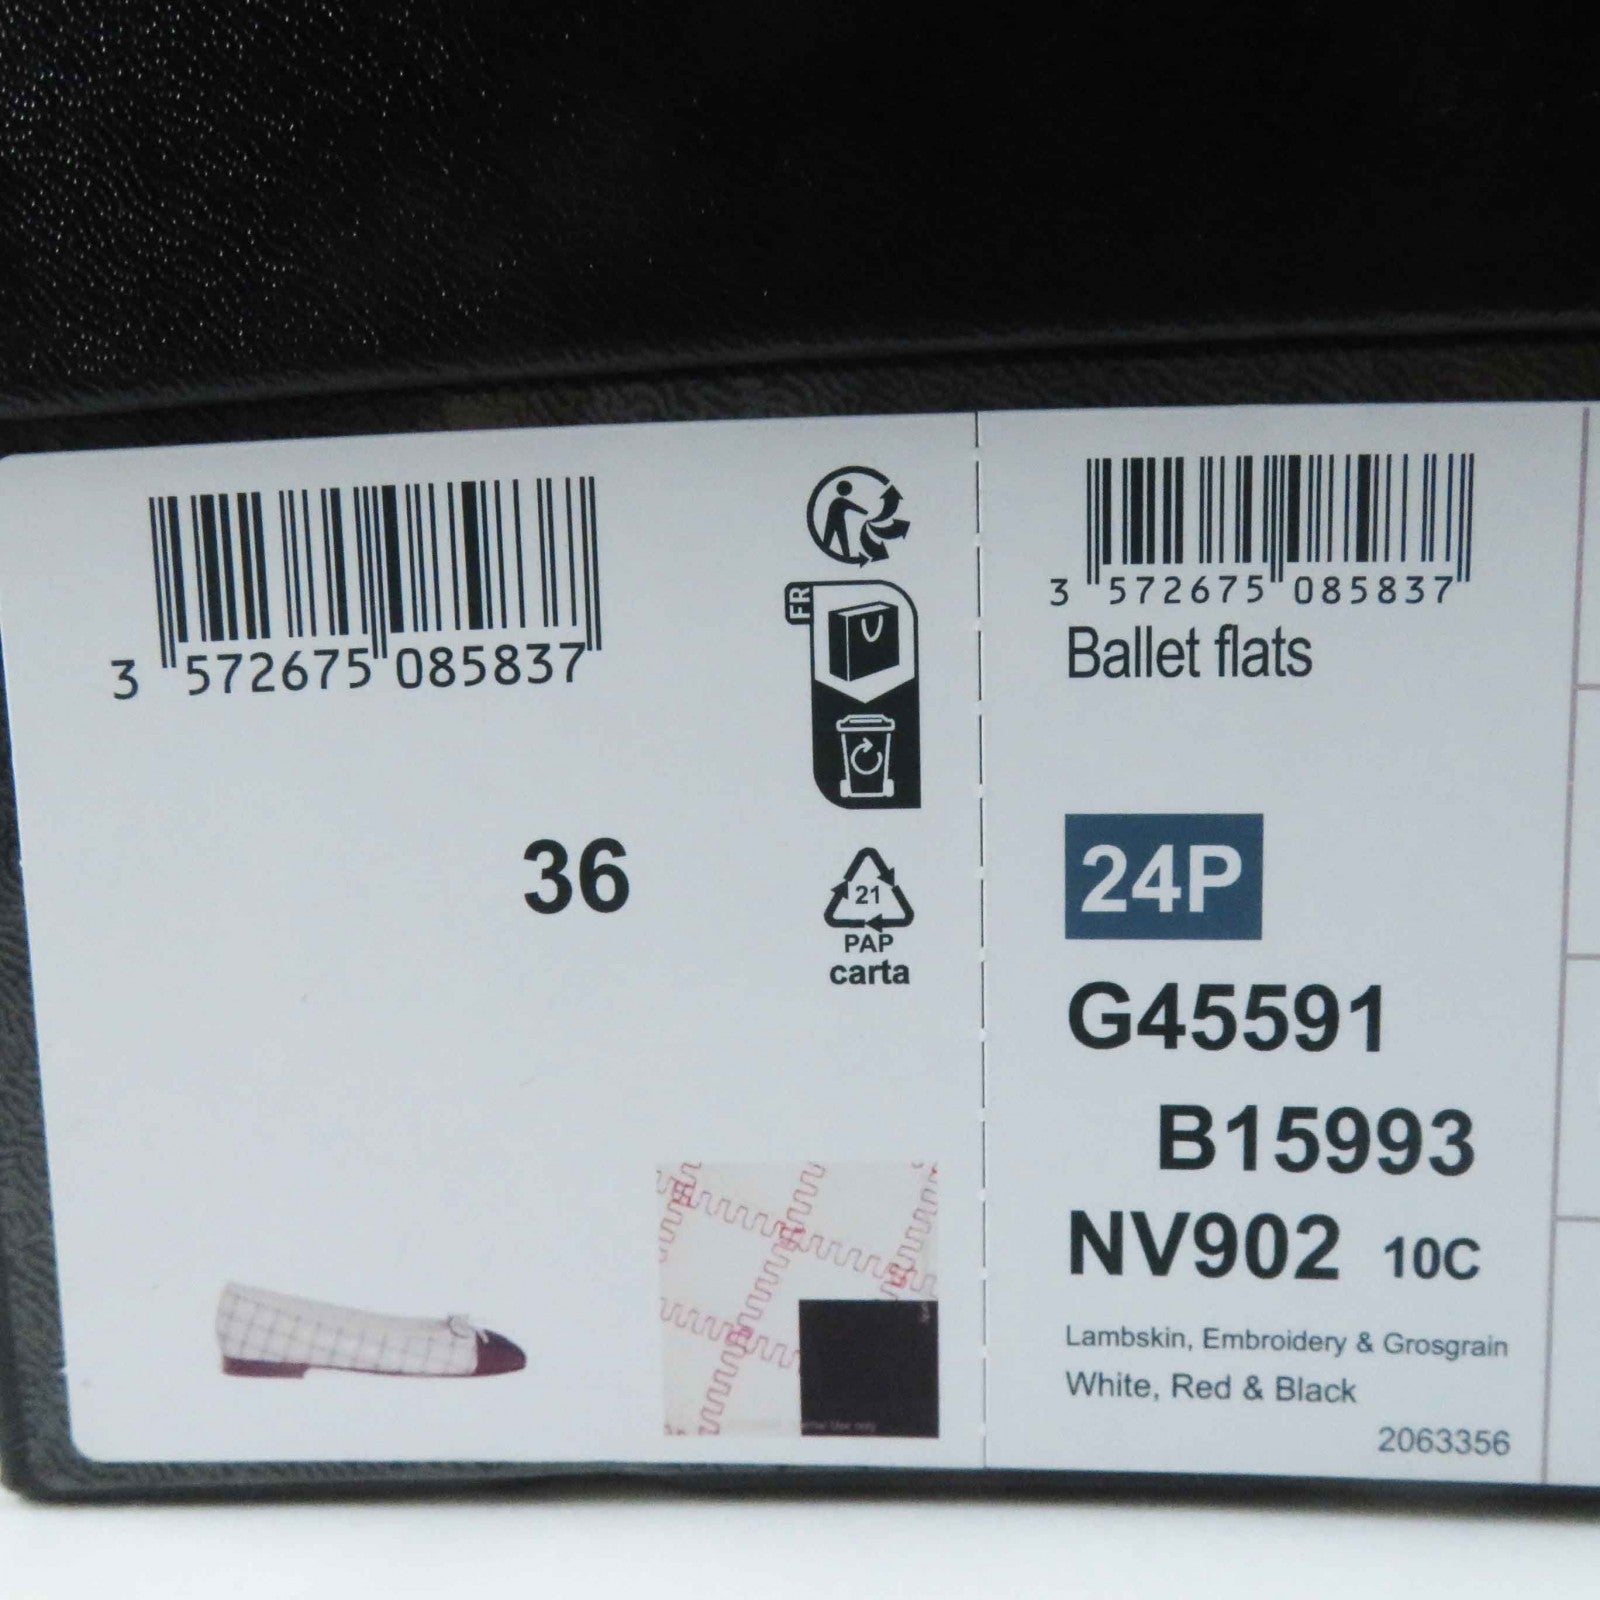 3 572675 085837
FR
36
21
PAP
carta
3 572675 085837
Ballet flats
24P
G45591
B15993
NV902 10C
Lambskin, Embroidery & Grosgrain
White, Red & Black
2063356